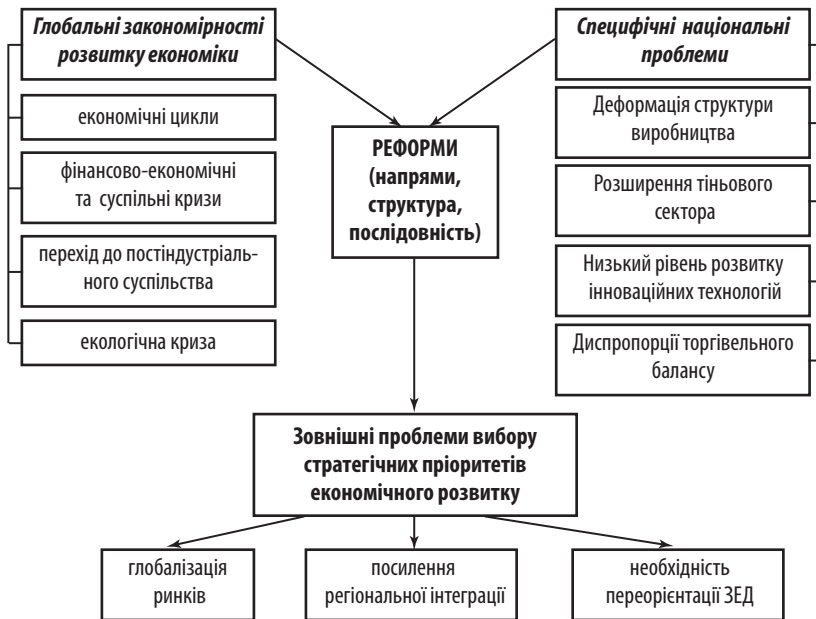 Глобальні закономірності
розвитку економіки
економічні цикли
фінансово-економічні
та суспільні кризи
перехід до постіндустріаль-
ного суспільства
екологічна криза
РЕФОРМИ
(напрями,
структура,
послідовність)
Специфічні національні
проблеми
Деформація структури
виробництва
Розширення тіньового
сектора
Низький рівень розвитку
інноваційних технологій
Диспропорції торгівельного
балансу
Зовнішні проблеми вибору
стратегічних пріоритетів
економічного розвитку
глобалізація
ринків
посилення
регіональної інтеграції
необхідність
переорієнтації ЗЕД